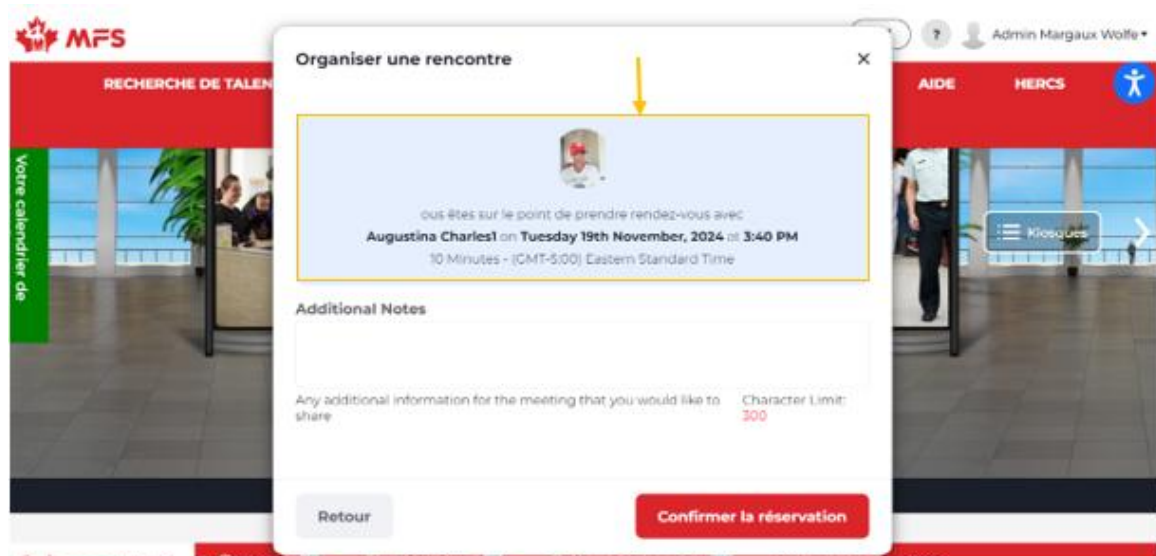 MFS
Organiser une rencontre
×
?
Admin Margaux Wolfe
RECHERCHE DE TALEN
AIDE
HERCS
Votre calendrier de
ous êtes sur le point de prendre rendez-vous avec
Augustina Charles1 on Tuesday 19th November, 2024 at 3:40 PM
10 Minutes - (GMT-5:00) Eastern Standard Time
Kiosques
Additional Notes
Any additional information for the meeting that you would like to
share
Character Limit:
300
Retour
Confirmer la réservation